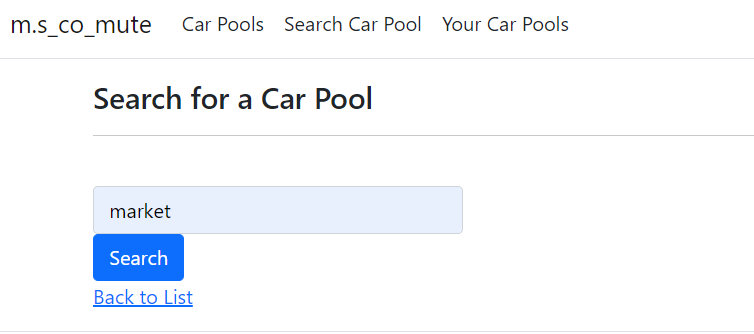 m.s_co_mute Car Pools Search Car Pool Your Car Pools
Search for a Car Pool
market
Search
Back to List